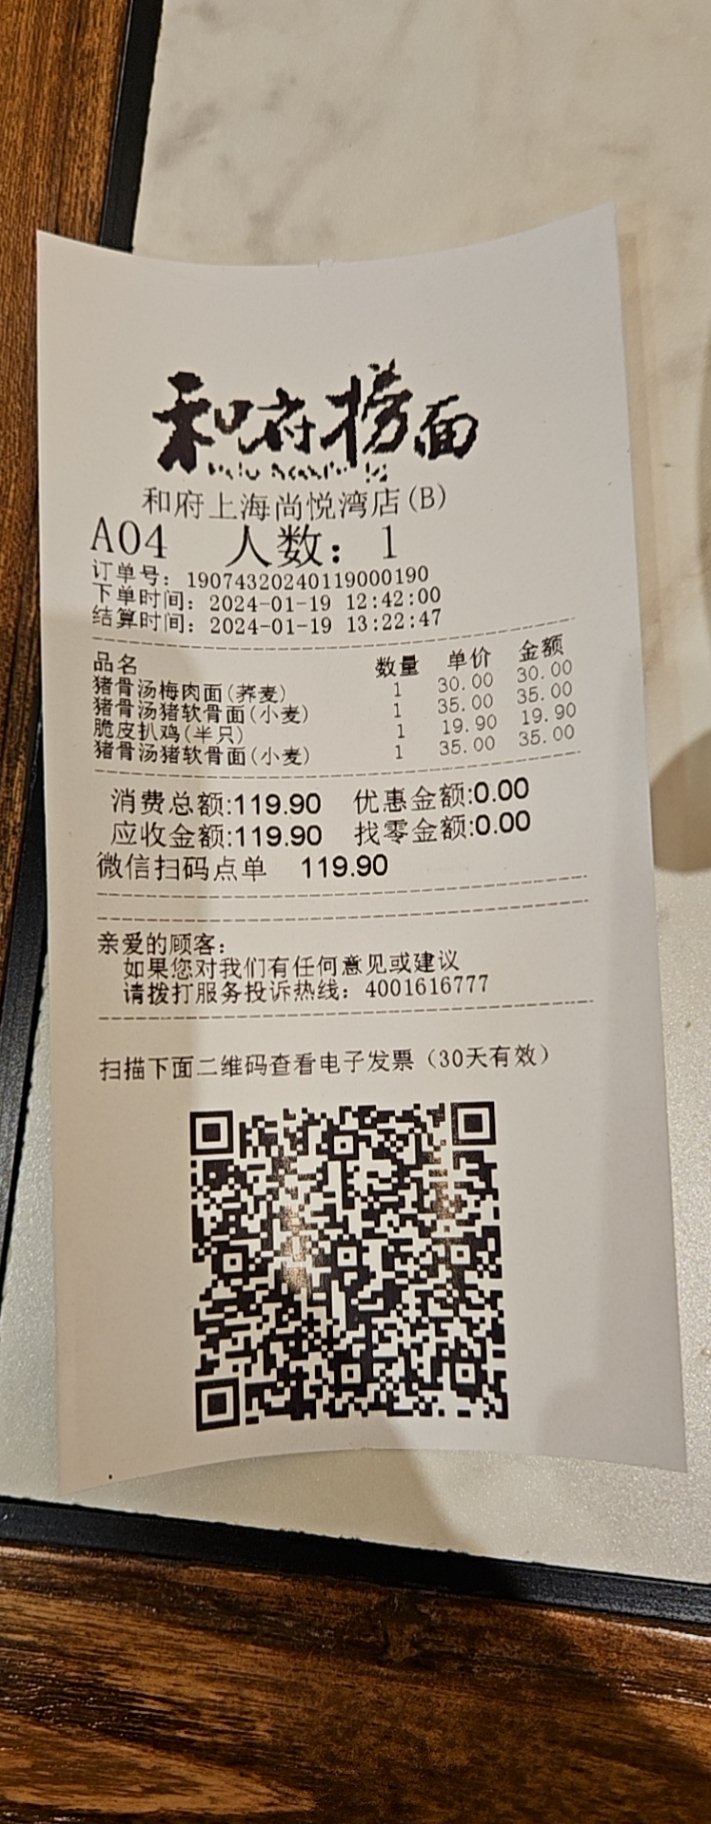 和府捞面
和府上海尚悦湾店(B)
A04 人数: 1
订单号: 19074320240119000190
下单时间: 2024-01-19 12:42:00
结算时间: 2024-01-19 13:22:47
品名 数量 单价 金额
猪骨汤梅肉面(荞麦) 1 30.00 30.00
猪骨汤猪软骨面(小麦) 1 35.00 35.00
脆皮扒鸡(半只) 1 19.90 19.90
猪骨汤猪软骨面(小麦) 1 35.00 35.00
消费总额:119.90 优惠金额:0.00
应收金额:119.90 找零金额:0.00
微信扫码点单 119.90
亲爱的顾客:
如果您对我们有任何意见或建议
请拨打服务投诉热线: 4001616777
扫描下面二维码查看电子发票（30天有效）